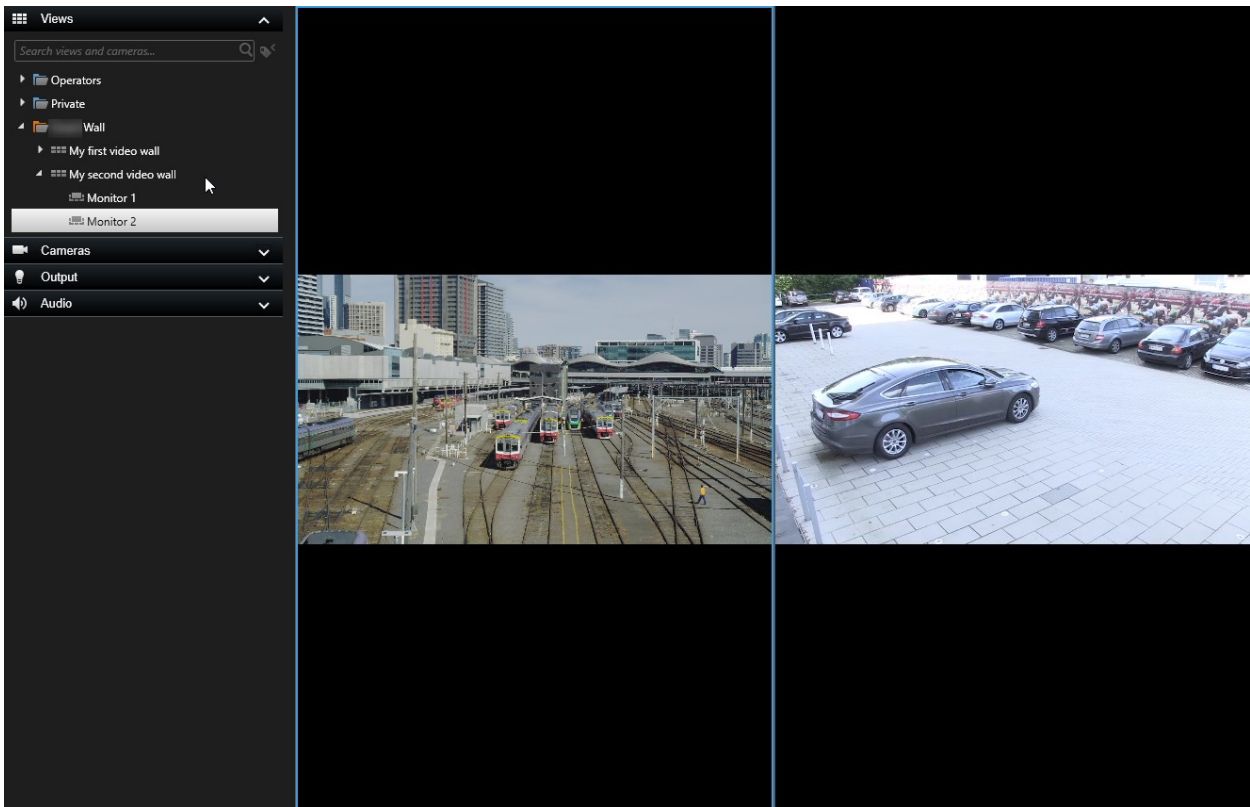 Views
Search views and cameras...
Operators
Private
Wall
My first video wall
My second video wall
Monitor 1
Monitor 2
Cameras
Output
Audio